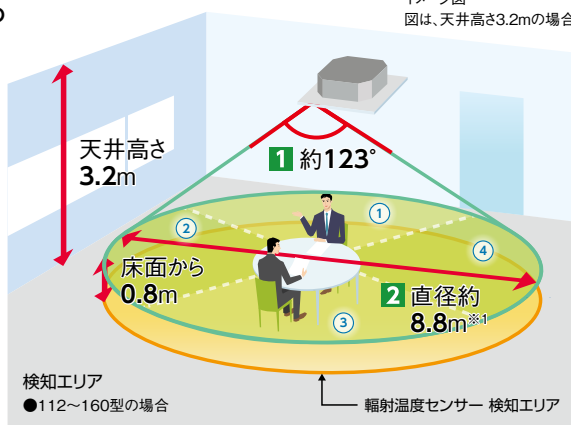 図は、天井高さ3.2mの場合
天井高さ
3.2m
1 約123°
①
②
④
床面から
0.8m
2 直径約
8.8m※1
③
検知エリア
●112～160型の場合
輻射温度センサー 検知エリア